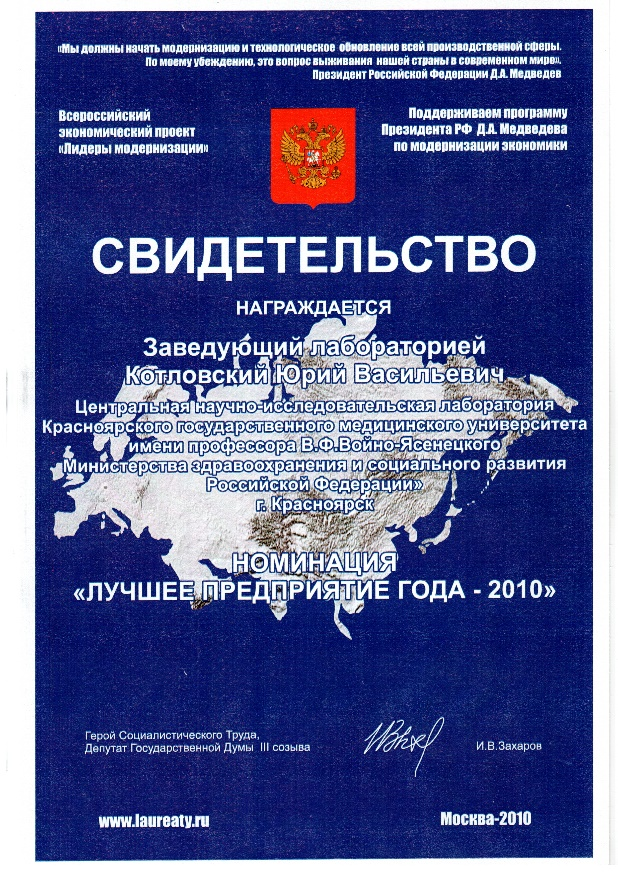 «Мы должны начать модернизацию и технологическое обновление всей производственной сферы.
По моему убеждению, это вопрос выживания нашей страны в современном мире».
Президент Российской Федерации Д.А. Медведев
Всероссийский
экономический проект
«Лидеры модернизации»
Поддерживаем программу
Президента РФ Д.А. Медведева
по модернизации экономики
СВИДЕТЕЛЬСТВО
НАГРАЖДАЕТСЯ
Заведующий лабораторией
Котловский Юрий Васильевич
Центральная научно-исследовательская лаборатория
Красноярского государственного медицинского университета
имени профессора В.Ф.Войно-Ясенецкого
Министерства здравоохранения и социального развития
Российской Федерации»
г. Красноярск
НОМИНАЦИЯ
«ЛУЧШЕЕ ПРЕДПРИЯТИЕ ГОДА - 2010»
Герой Социалистического Труда,
Депутат Государственной Думы III созыва
И.В.Захаров
www.laureaty.ru
Москва-2010